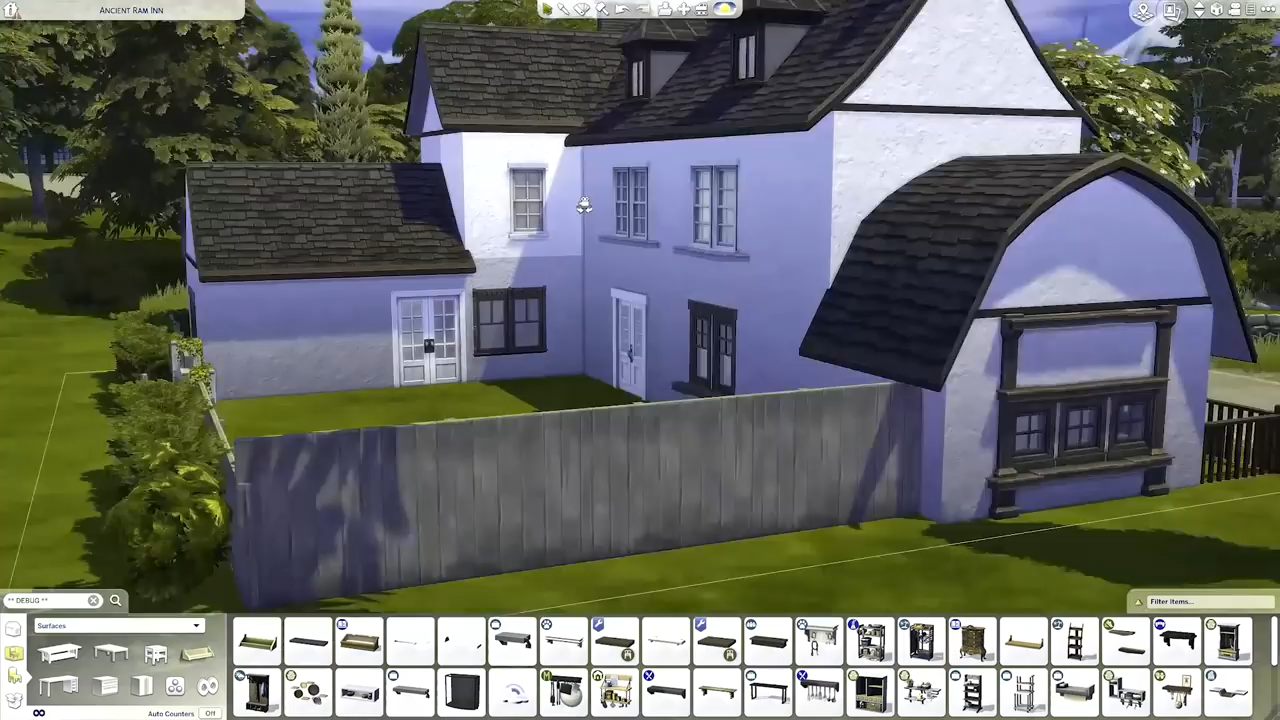 ANCIENT RAM INN
** DEBUG **
Filter Items...
Surfaces
Auto Counters
Off